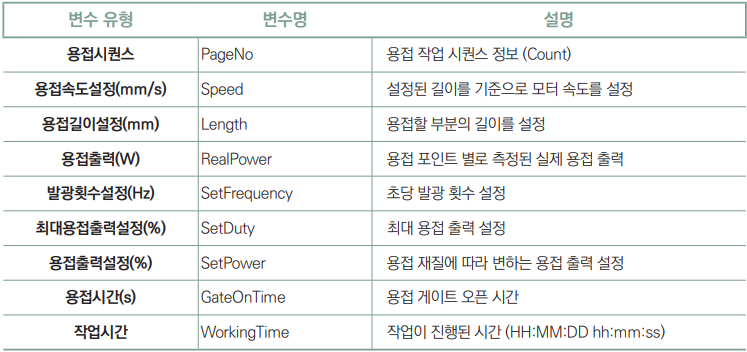 변수 유형 변수명 설명
용접시퀀스 PageNo 용접 작업 시퀀스 정보 (Count)
용접속도설정(mm/s) Speed 설정된 길이를 기준으로 모터 속도를 설정
용접길이설정(mm) Length 용접할 부분의 길이를 설정
용접출력(W) RealPower 용접 포인트 별로 측정된 실제 용접 출력
발광횟수설정(Hz) SetFrequency 초당 발광 횟수 설정
최대용접출력설정(%) SetDuty 최대 용접 출력 설정
용접출력설정(%) SetPower 용접 재질에 따라 변하는 용접 출력 설정
용접시간(s) GateOnTime 용접 게이트 오픈 시간
작업시간 WorkingTime 작업이 진행된 시간 (HH:MM:DD hh:mm:ss)